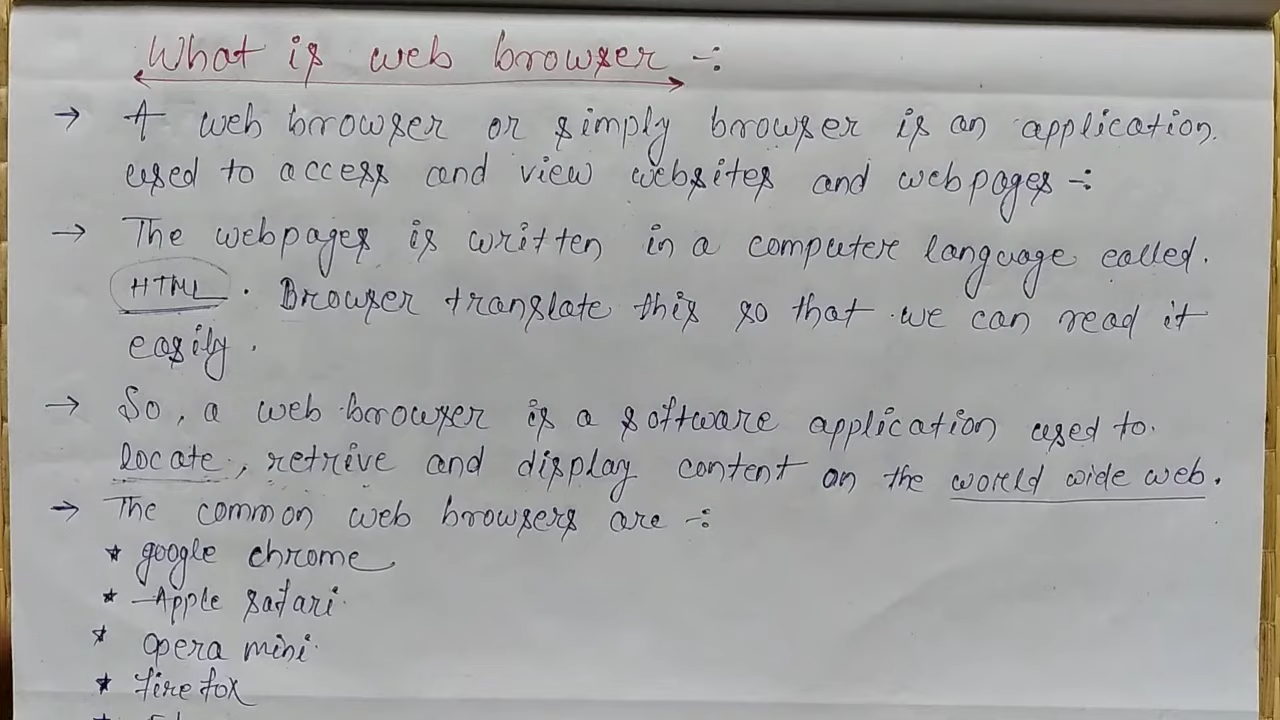 What is web browser -:
→ A web browser or simply browser is an application.
used to access and view websites and webpages -:
→ The webpages is written in a computer language called.
HTML. Browser translate this so that we can read it
easily.
→ So, a web browser is a software application used to.
locate, retrive and display content on the world wide web.
→ The common web browsers are -:
* google chrome
* Apple safari.
* opera mini.
* firefox